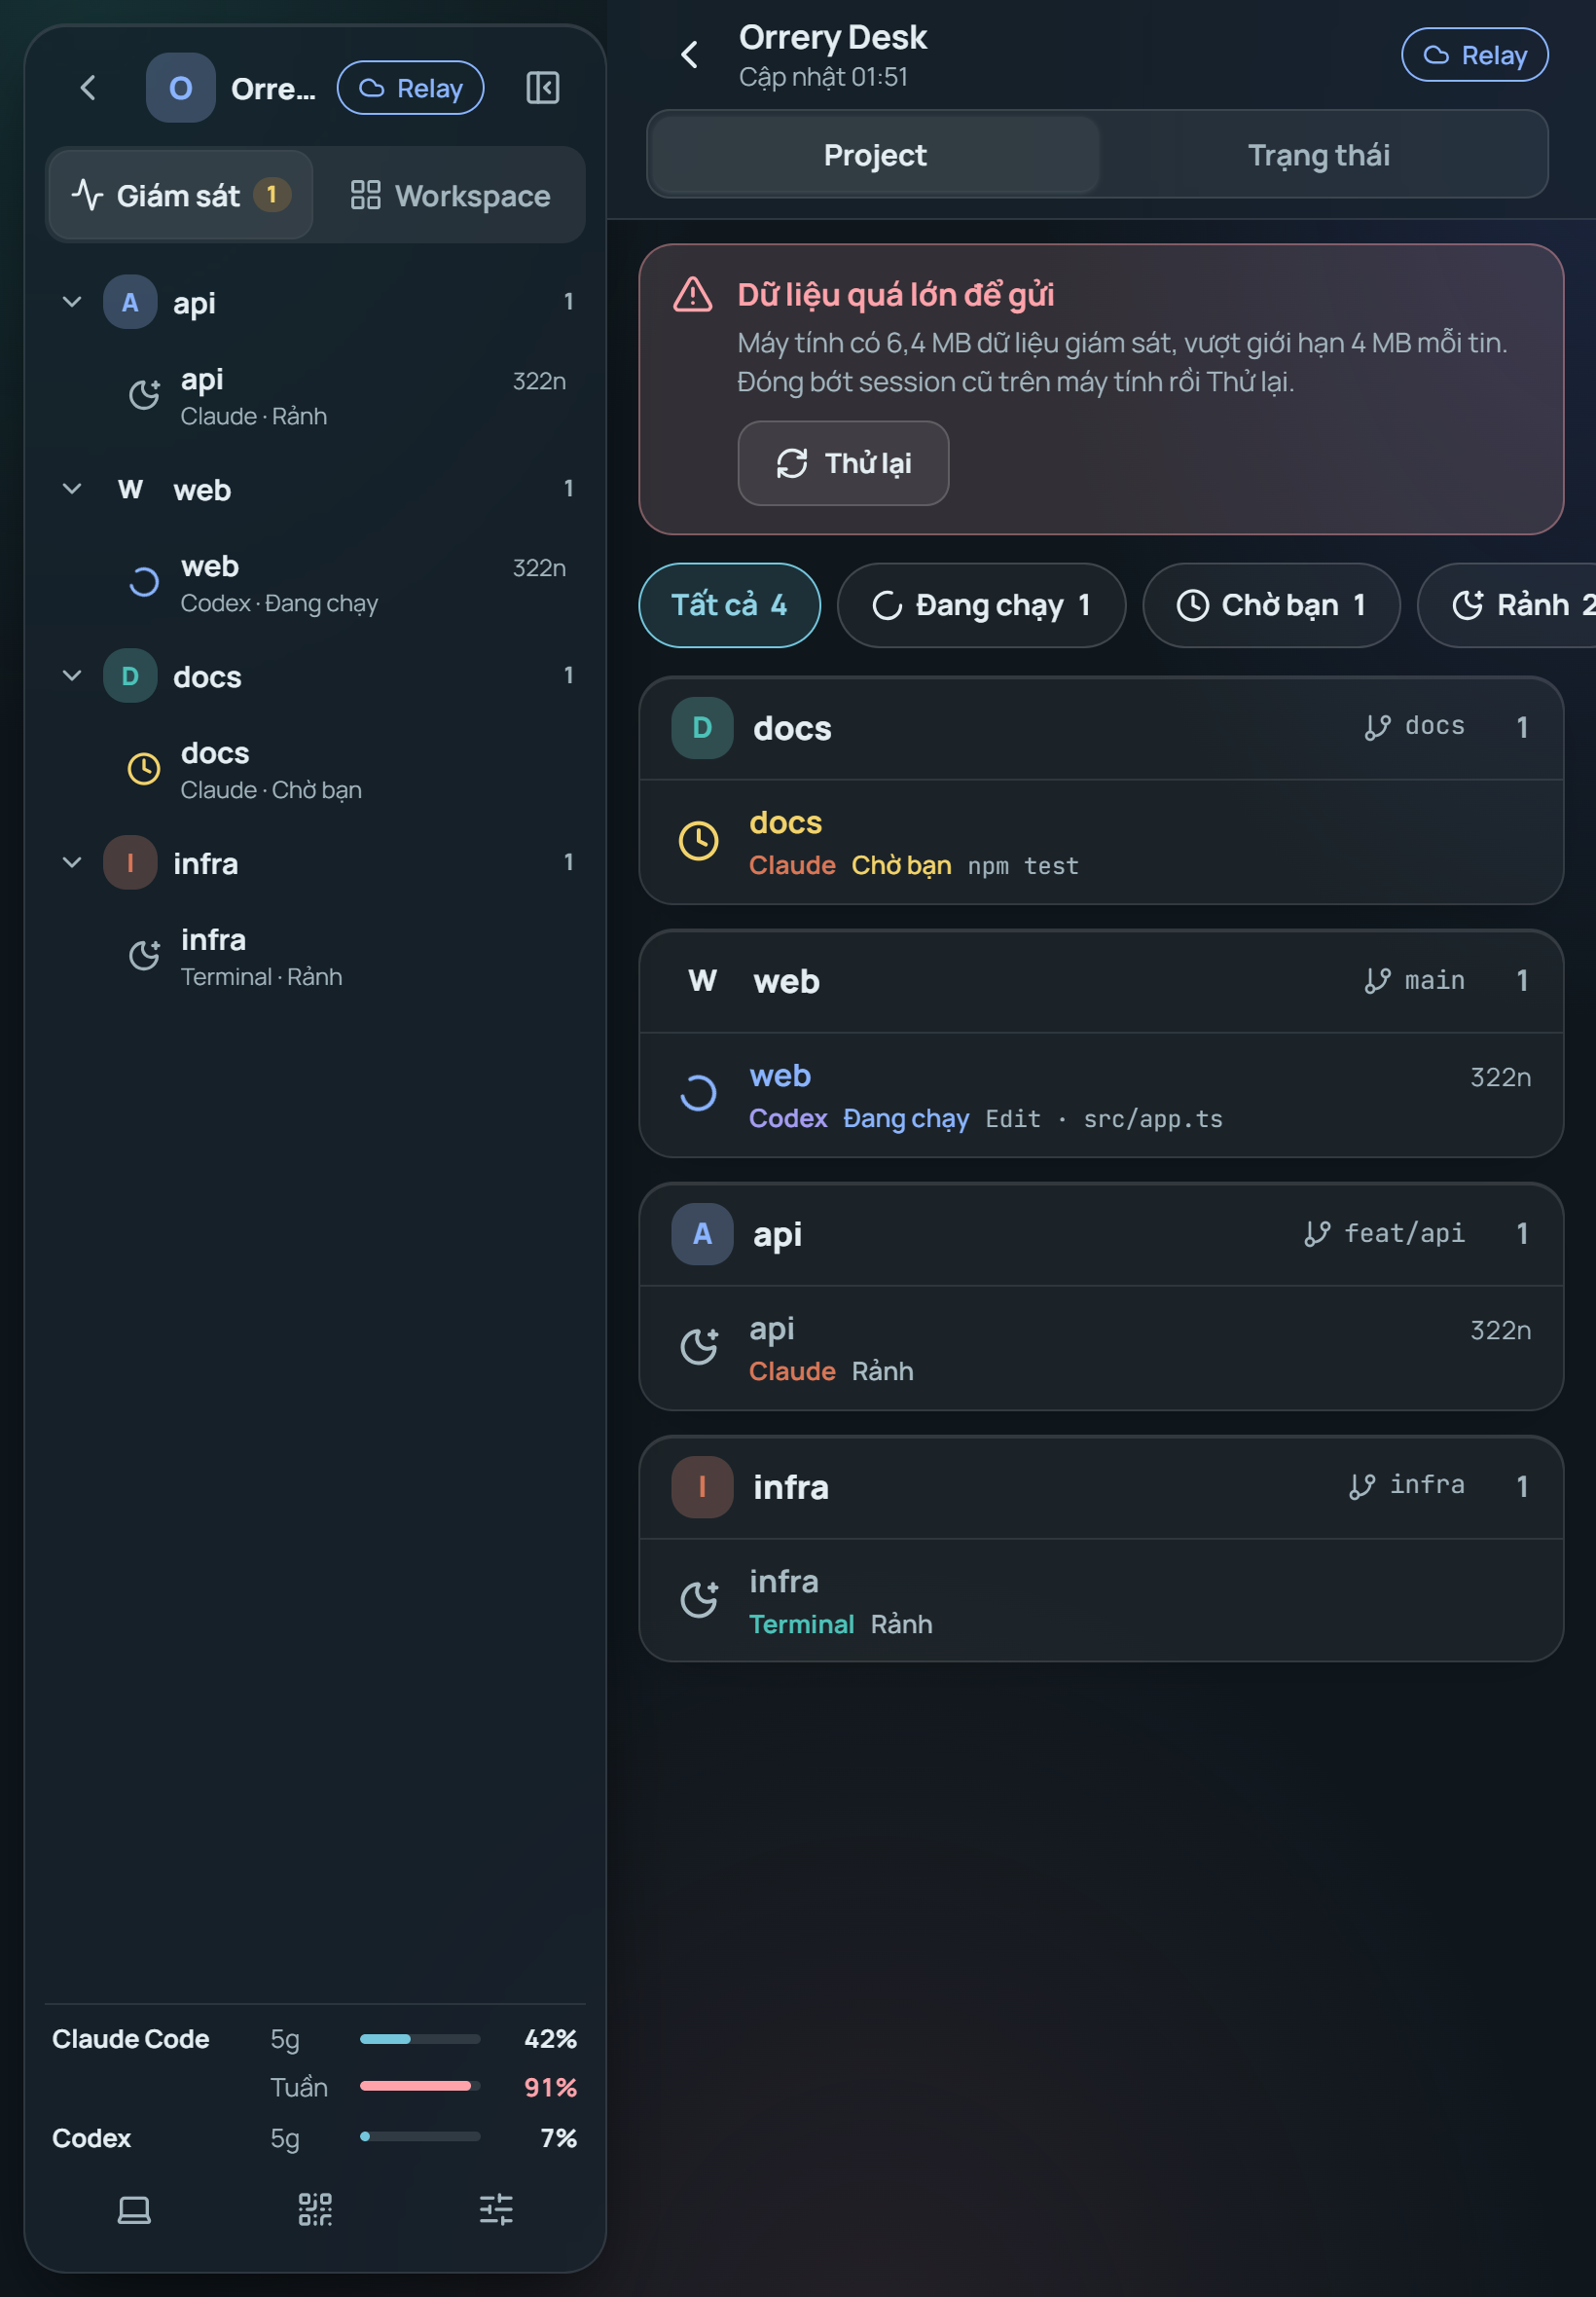 O Orre... Relay
Giám sát 1 Workspace
A api 1
api 322n
Claude · Rảnh
W web 1
web 322n
Codex · Đang chạy
D docs 1
docs
Claude · Chờ bạn
I infra 1
infra
Terminal · Rảnh
Claude Code 5g 42%
Tuần 91%
Codex 5g 7%
Orrery Desk
Cập nhật 01:51
Relay
Project Trạng thái
Dữ liệu quá lớn để gửi
Máy tính có 6,4 MB dữ liệu giám sát, vượt giới hạn 4 MB mỗi tin.
Đóng bớt session cũ trên máy tính rồi Thử lại.
Thử lại
Tất cả 4 Đang chạy 1 Chờ bạn 1 Rảnh 2
D docs docs 1
docs
Claude Chờ bạn npm test
W web main 1
web 322n
Codex Đang chạy Edit · src/app.ts
A api feat/api 1
api 322n
Claude Rảnh
I infra infra 1
infra
Terminal Rảnh